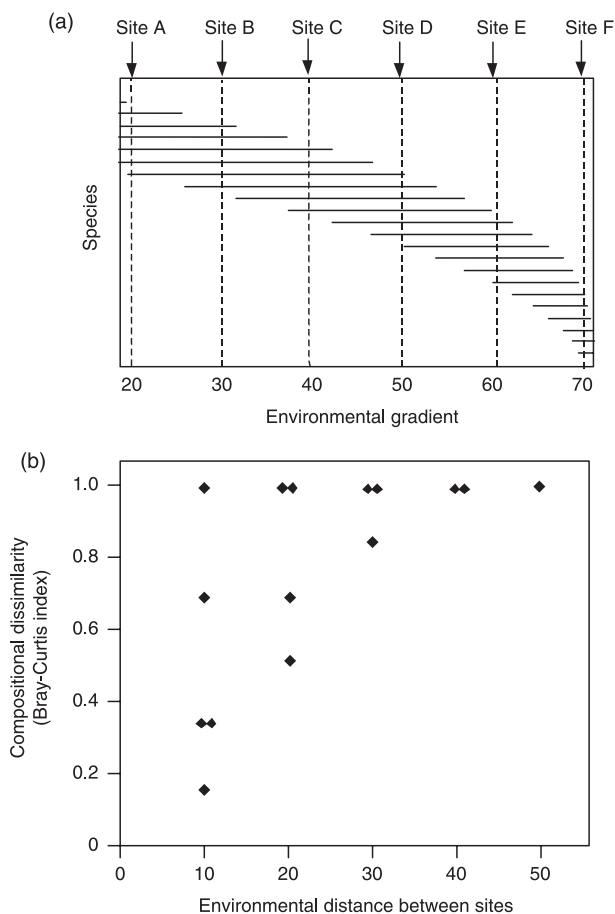 (a)
Site A Site B Site C Site D Site E Site F
Species
20 30 40 50 60 70
Environmental gradient
(b)
Compositional dissimilarity
(Bray-Curtis index)
1.0
0.8
0.6
0.4
0.2
0
0 10 20 30 40 50
Environmental distance between sites